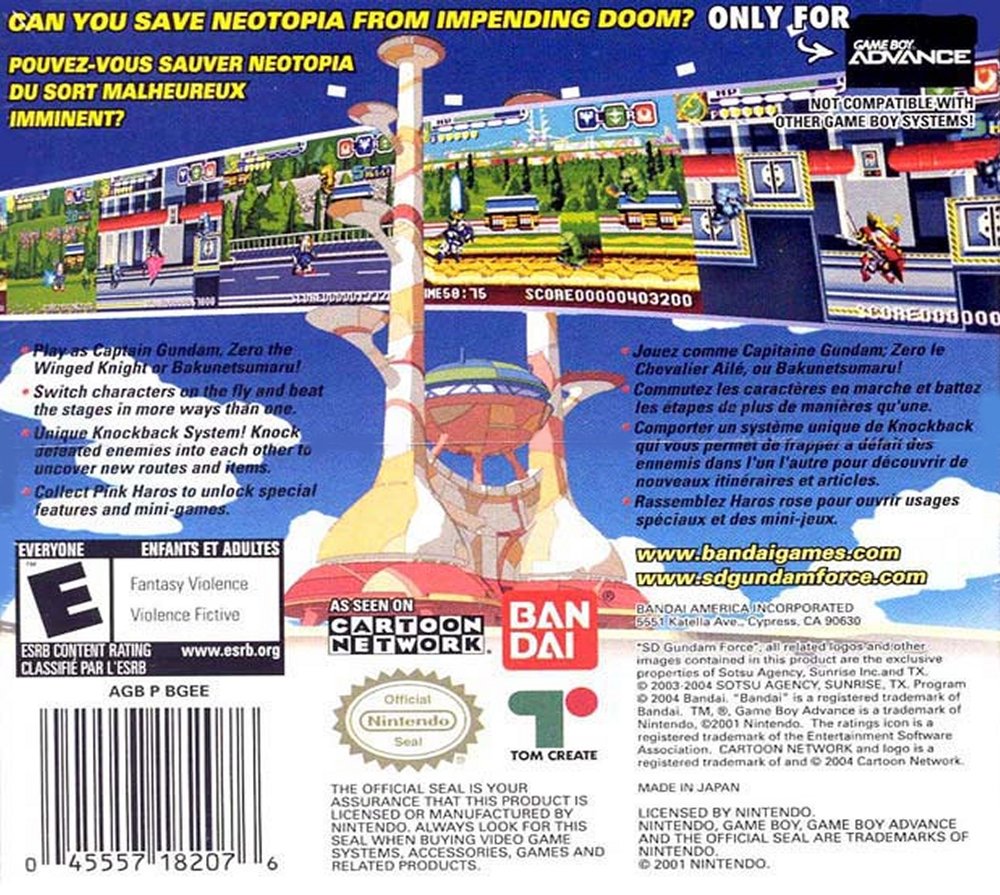 CAN YOU SAVE NEOTOPIA FROM IMPENDING DOOM?
ONLY FOR
GAME BOY ADVANCE
POUVEZ-VOUS SAUVER NEOTOPIA
DU SORT MALHEUREUX
IMMINENT?
NOT COMPATIBLE WITH
OTHER GAME BOY SYSTEMS!
IME58:75
SCORE00000403200
• Play as Captain Gundam, Zero the
Winged Knight or Bakunetsumaru!
• Switch characters on the fly and beat
the stages in more ways than one.
• Unique Knockback System! Knock
defeated enemies into each other to
uncover new routes and items.
• Collect Pink Haros to unlock special
features and mini-games.
• Jouez comme Capitaine Gundam; Zero le
Chevalier Ailé, ou Bakunetsumaru!
• Commutez les caractères en marche et battez
les étapes de plus de manières qu'une.
• Comporter un système unique de Knockback
qui vous permet de frapper a défait des
ennemis dans l'un l'autre pour découvrir de
nouveaux itinéraires et articles.
• Rassemblez Haros rose pour ouvrir usages
spéciaux et des mini-jeux.
www.bandaigames.com
www.sdgundamforce.com
EVERYONE ENFANTS ET ADULTES
E
Fantasy Violence
Violence Fictive
ESRB CONTENT RATING www.esrb.org
CLASSIFIÉ PAR L'ESRB
AGB P BGEE
0 45557 18207 6
AS SEEN ON
CARTOON
NETWORK.
BAN
DAI
®
Official
Nintendo
Seal
®
TOM CREATE
THE OFFICIAL SEAL IS YOUR
ASSURANCE THAT THIS PRODUCT IS
LICENSED OR MANUFACTURED BY
NINTENDO. ALWAYS LOOK FOR THIS
SEAL WHEN BUYING VIDEO GAME
SYSTEMS, ACCESSORIES, GAMES AND
RELATED PRODUCTS.
BANDAI AMERICA INCORPORATED
5551 Katella Ave., Cypress, CA 90630
"SD Gundam Force", all related logos and other
images contained in this product are the exclusive
properties of Sotsu Agency, Sunrise Inc.and TX.
© 2003-2004 SOTSU AGENCY, SUNRISE, TX. Program
© 2004 Bandai. "Bandai" is a registered trademark of
Bandai. TM, ®, Game Boy Advance is a trademark of
Nintendo, ©2001 Nintendo. The ratings icon is a
registered trademark of the Entertainment Software
Association. CARTOON NETWORK and logo is a
registered trademark of and © 2004 Cartoon Network.
MADE IN JAPAN
LICENSED BY NINTENDO.
NINTENDO, GAME BOY, GAME BOY ADVANCE
AND THE OFFICIAL SEAL ARE TRADEMARKS OF
NINTENDO.
© 2001 NINTENDO.